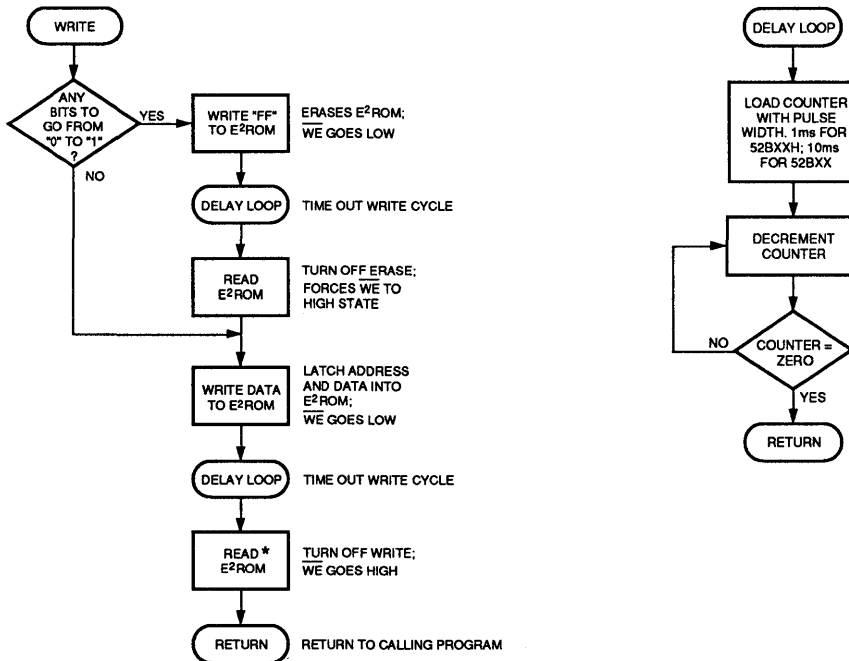 WRITE
ANY
BITS TO
GO FROM
"0" TO "1"
?
YES
NO
WRITE "FF"
TO E²ROM
ERASES E²ROM;
W̅E̅ GOES LOW
DELAY LOOP
TIME OUT WRITE CYCLE
READ
E²ROM
TURN OFF ERASE;
FORCES W̅E̅ TO
HIGH STATE
WRITE DATA
TO E²ROM
LATCH ADDRESS
AND DATA INTO
E²ROM;
W̅E̅ GOES LOW
DELAY LOOP
TIME OUT WRITE CYCLE
READ *
E²ROM
TURN OFF WRITE;
W̅E̅ GOES HIGH
RETURN
RETURN TO CALLING PROGRAM
DELAY LOOP
LOAD COUNTER
WITH PULSE
WIDTH. 1ms FOR
52BXXH; 10ms
FOR 52BXX
DECREMENT
COUNTER
COUNTER =
ZERO
NO
YES
RETURN